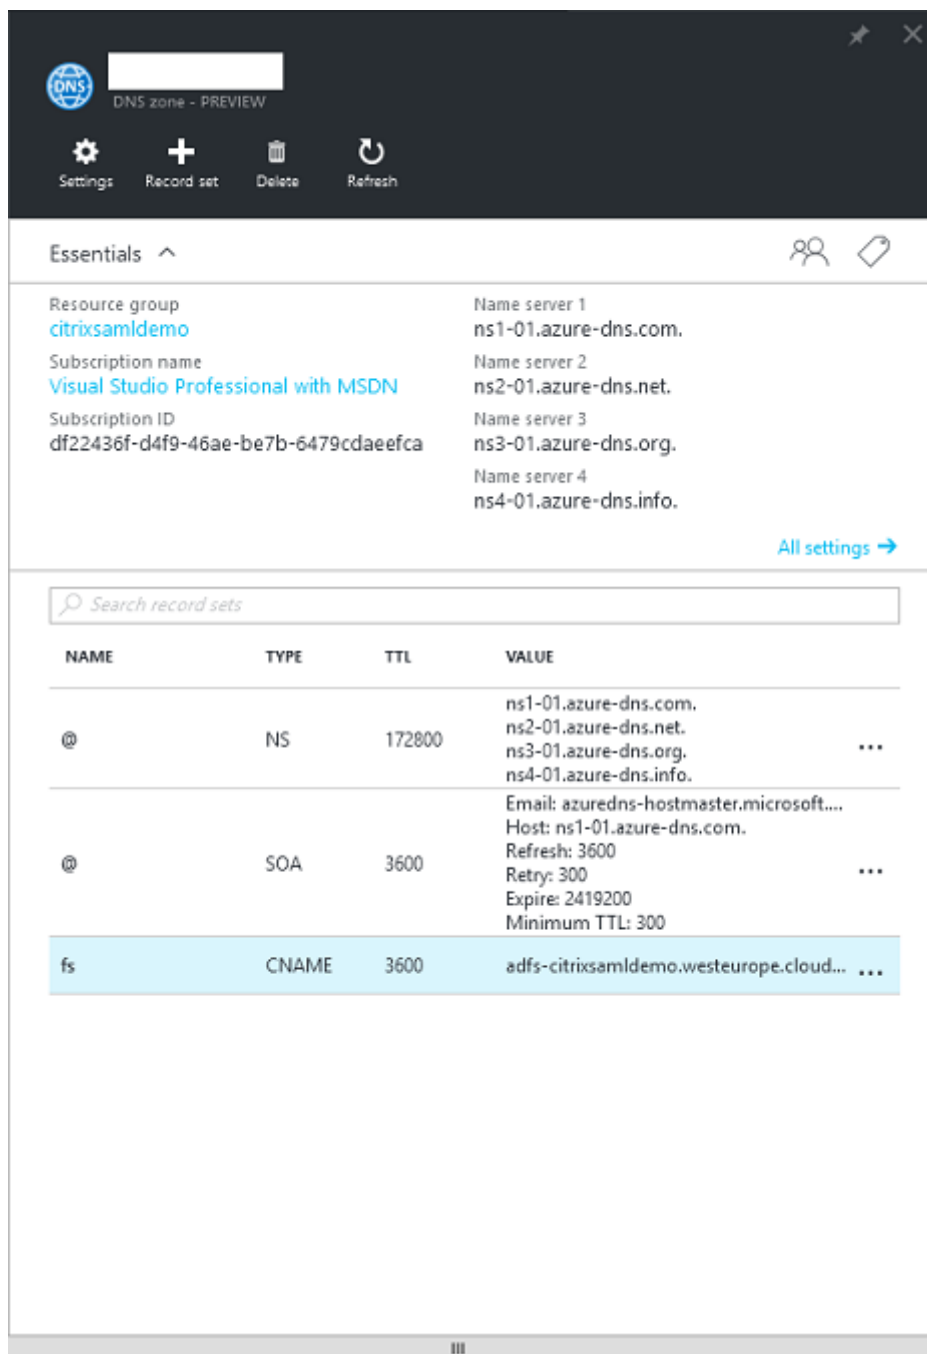 DNS
DNS zone - PREVIEW
Settings
Record set
Delete
Refresh
Essentials
Resource group
citrixsamldemo
Subscription name
Visual Studio Professional with MSDN
Subscription ID
df22436f-d4f9-46ae-be7b-6479cdaeefca
Name server 1
ns1-01.azure-dns.com.
Name server 2
ns2-01.azure-dns.net.
Name server 3
ns3-01.azure-dns.org.
Name server 4
ns4-01.azure-dns.info.
All settings →
Search record sets
NAME TYPE TTL VALUE
@ NS 172800 ns1-01.azure-dns.com.
ns2-01.azure-dns.net.
ns3-01.azure-dns.org.
ns4-01.azure-dns.info.
@ SOA 3600 Email: azuredns-hostmaster.microsoft....
Host: ns1-01.azure-dns.com.
Refresh: 3600
Retry: 300
Expire: 2419200
Minimum TTL: 300
fs CNAME 3600 adfs-citrixsamldemo.westeurope.cloud...